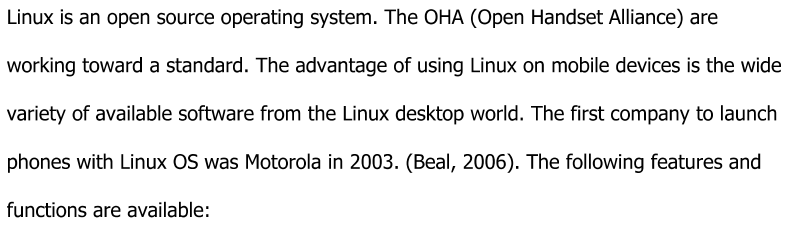 Linux is an open source operating system. The OHA (Open Handset Alliance) are
working toward a standard. The advantage of using Linux on mobile devices is the wide
variety of available software from the Linux desktop world. The first company to launch
phones with Linux OS was Motorola in 2003. (Beal, 2006). The following features and
functions are available: